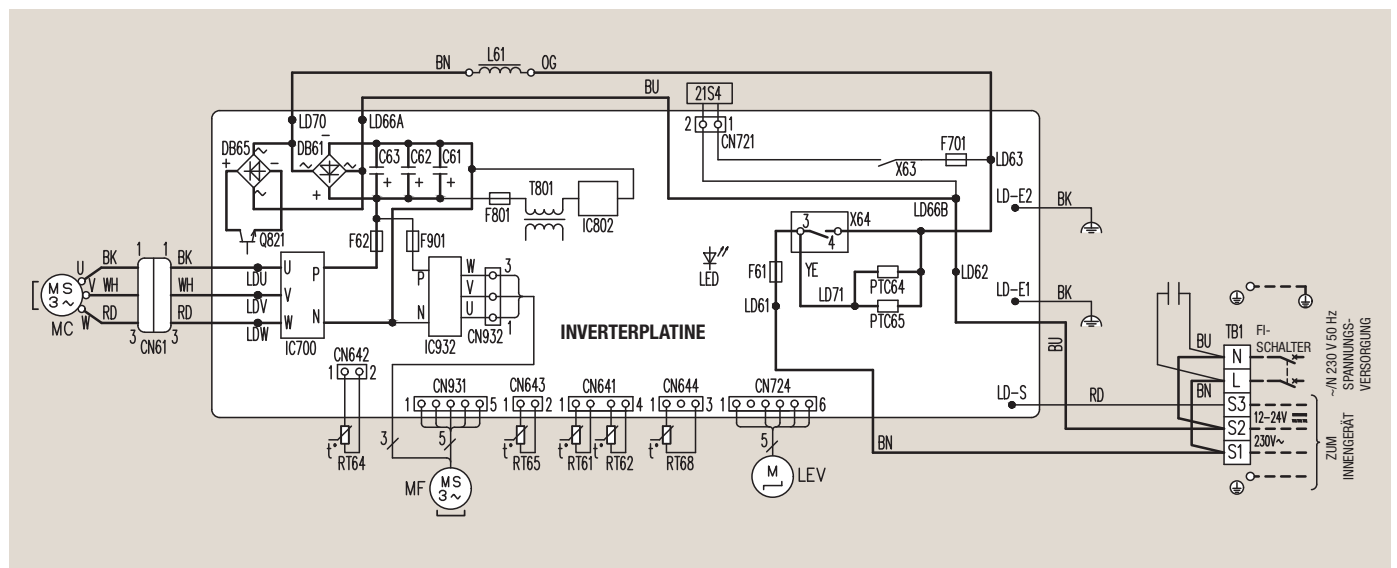 BN L61 OG
BU
21S4
2 1
CN721
LD70
LD66A
DB65
DB61
~
~
+
−
~
−
~
~
+
C63
C62
C61
+
+
+
F801
T801
IC802
Q821
F62
F901
X63
F701
LD63
LD66B
LD-E2
BK
3
4
X64
YE
F61
LD61
LD71
PTC64
PTC65
LD62
LD-E1
BK
LED
INVERTERPLATINE
MS
3~
MC
U
V
W
BK
WH
RD
1
1
3
3
CN61
BK
WH
RD
LDU
LDV
LDW
U
V
W
P
N
IC700
P
N
IC932
W
V
U
3
1
CN932
CN642
1 2
t°
RT64
3
CN931
1 5
5
MF
MS
3~
CN643
1 2
t°
RT65
CN641
1 4
t°
RT61
t°
RT62
CN644
1 3
t°
RT68
CN724
1 6
5
M
LEV
LD-S
RD
BN
BU
BU
BN
TB1
N
L
S3
S2
S1
FI-
SCHALTER
12-24V
230V~
~/N 230 V 50 Hz
SPANNUNGS-
VERSORGUNG
ZUM
INNENGERÄT